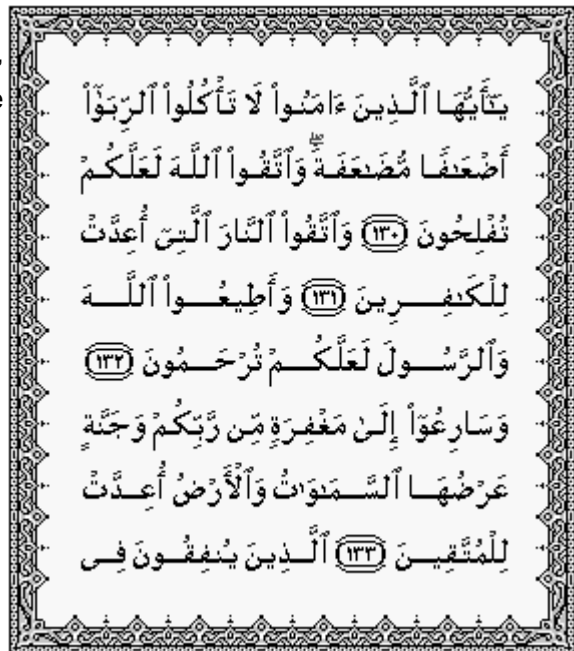 يَـٰٓأَيُّهَا ٱلَّذِينَ ءَامَنُوا۟ لَا تَأْكُلُوا۟ ٱلرِّبَوٰٓا۟
أَضْعَـٰفًا مُّضَـٰعَفَةً ۖ وَٱتَّقُوا۟ ٱللَّهَ لَعَلَّكُمْ
تُفْلِحُونَ ١٣٠ وَٱتَّقُوا۟ ٱلنَّارَ ٱلَّتِىٓ أُعِدَّتْ
لِلْكَـٰفِرِينَ ١٣١ وَأَطِيعُوا۟ ٱللَّهَ
وَٱلرَّسُولَ لَعَلَّكُمْ تُرْحَمُونَ ١٣٢
وَسَارِعُوٓا۟ إِلَىٰ مَغْفِرَةٍ مِّن رَّبِّكُمْ وَجَنَّةٍ
عَرْضُهَا ٱلسَّمَـٰوَٰتُ وَٱلْأَرْضُ أُعِدَّتْ
لِلْمُتَّقِينَ ١٣٣ ٱلَّذِينَ يُنفِقُونَ فِى